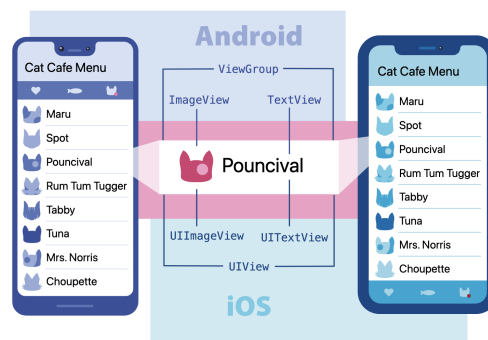 Android
Cat Cafe Menu
Maru
Spot
Pouncival
Rum Tum Tugger
Tabby
Tuna
Mrs. Norris
Choupette
ViewGroup
ImageView TextView
Pouncival
UIImageView UITextView
UIView
iOS
Cat Cafe Menu
Maru
Spot
Pouncival
Rum Tum Tugger
Tabby
Tuna
Mrs. Norris
Choupette